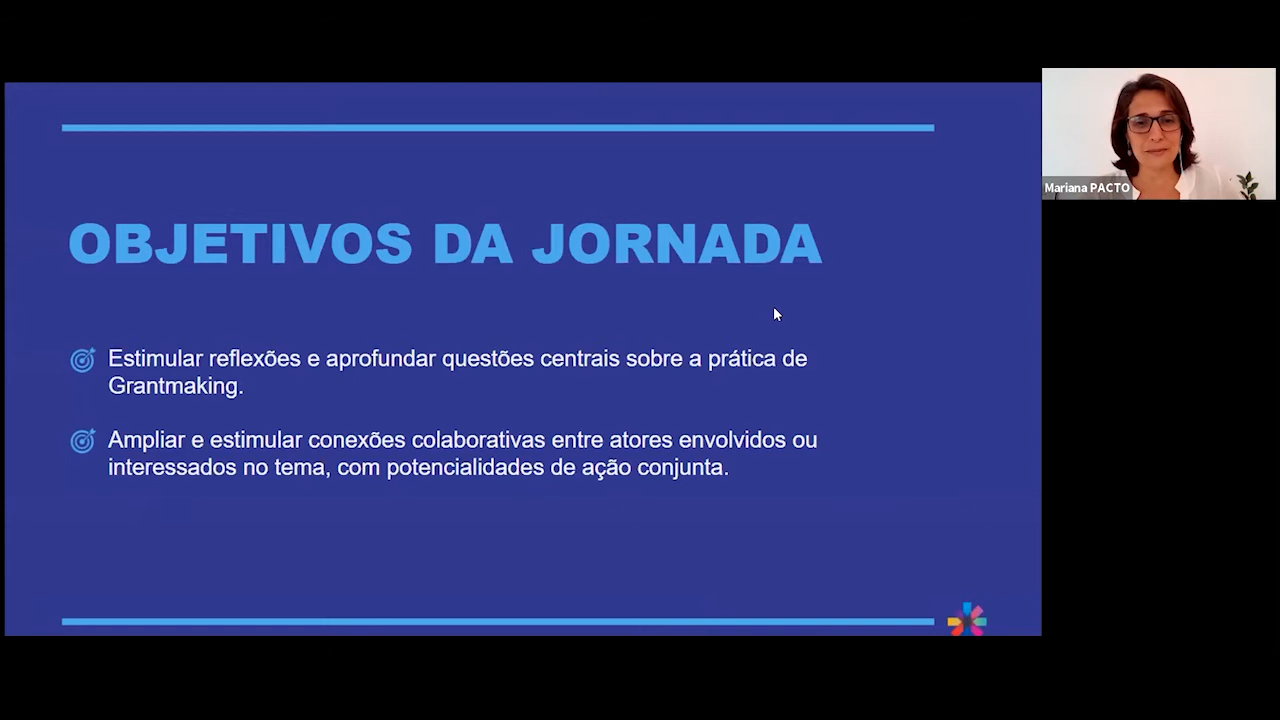 OBJETIVOS DA JORNADA
Estimular reflexões e aprofundar questões centrais sobre a prática de
Grantmaking.
Ampliar e estimular conexões colaborativas entre atores envolvidos ou
interessados no tema, com potencialidades de ação conjunta.
Mariana PACTO